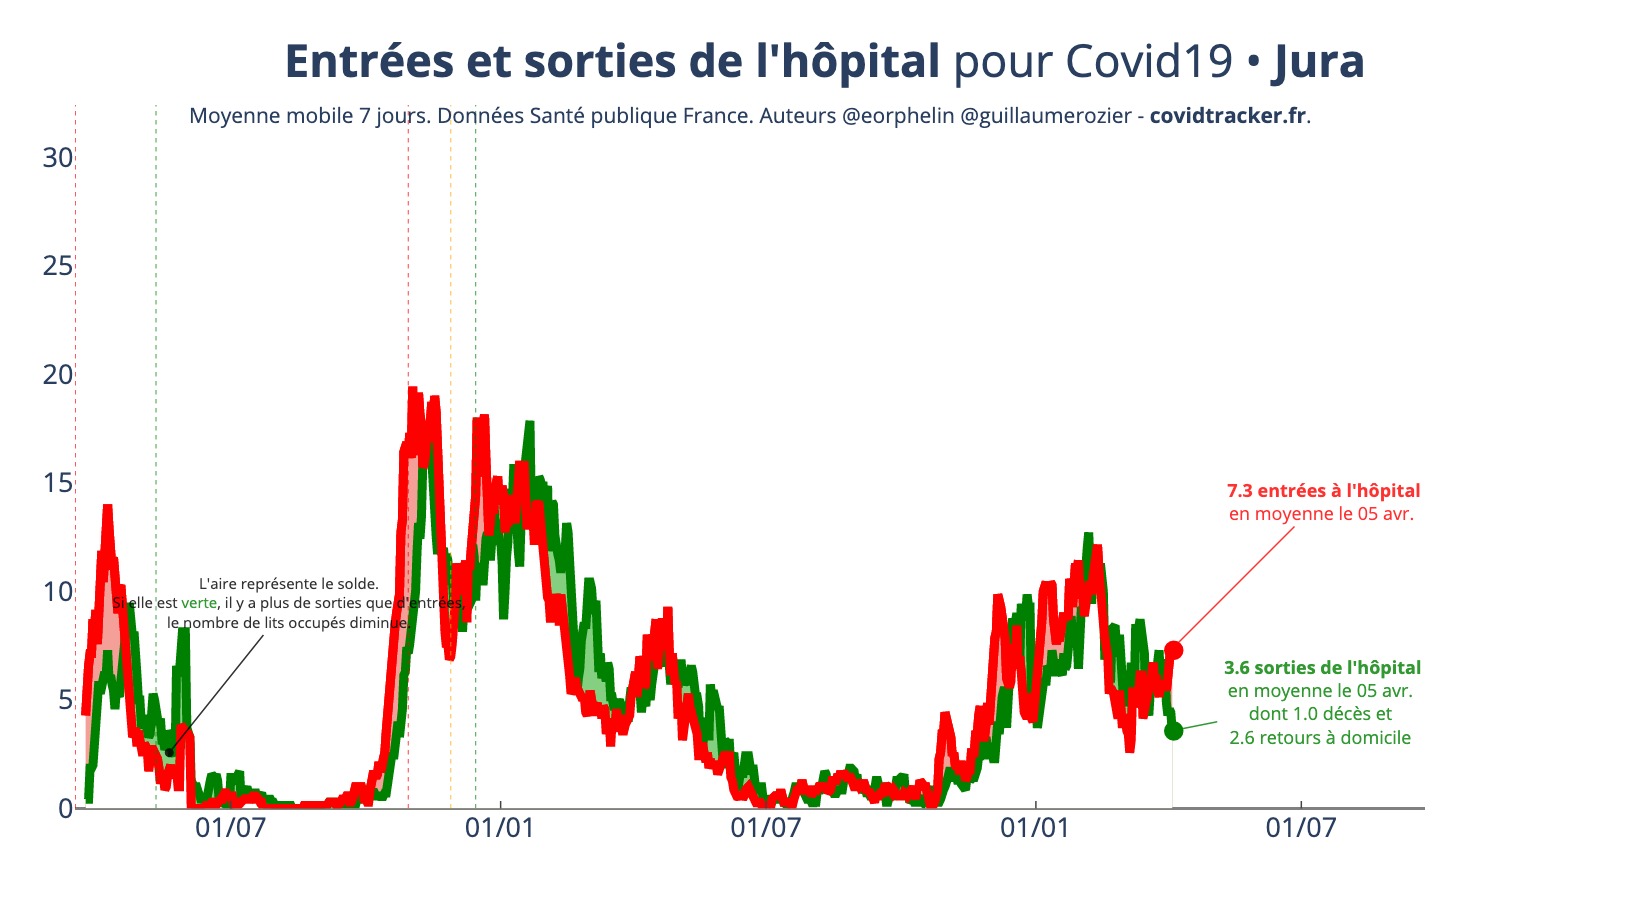 Entrées et sorties de l'hôpital pour Covid19 • Jura
Moyenne mobile 7 jours. Données Santé publique France. Auteurs @eorphelin @guillaumerozier - covidtracker.fr.
30
25
20
15
10
5
0
L'aire représente le solde.
Si elle est verte, il y a plus de sorties que d'entrées,
le nombre de lits occupés diminue.
7.3 entrées à l'hôpital
en moyenne le 05 avr.
3.6 sorties de l'hôpital
en moyenne le 05 avr.
dont 1.0 décès et
2.6 retours à domicile
01/07
01/01
01/07
01/01
01/07